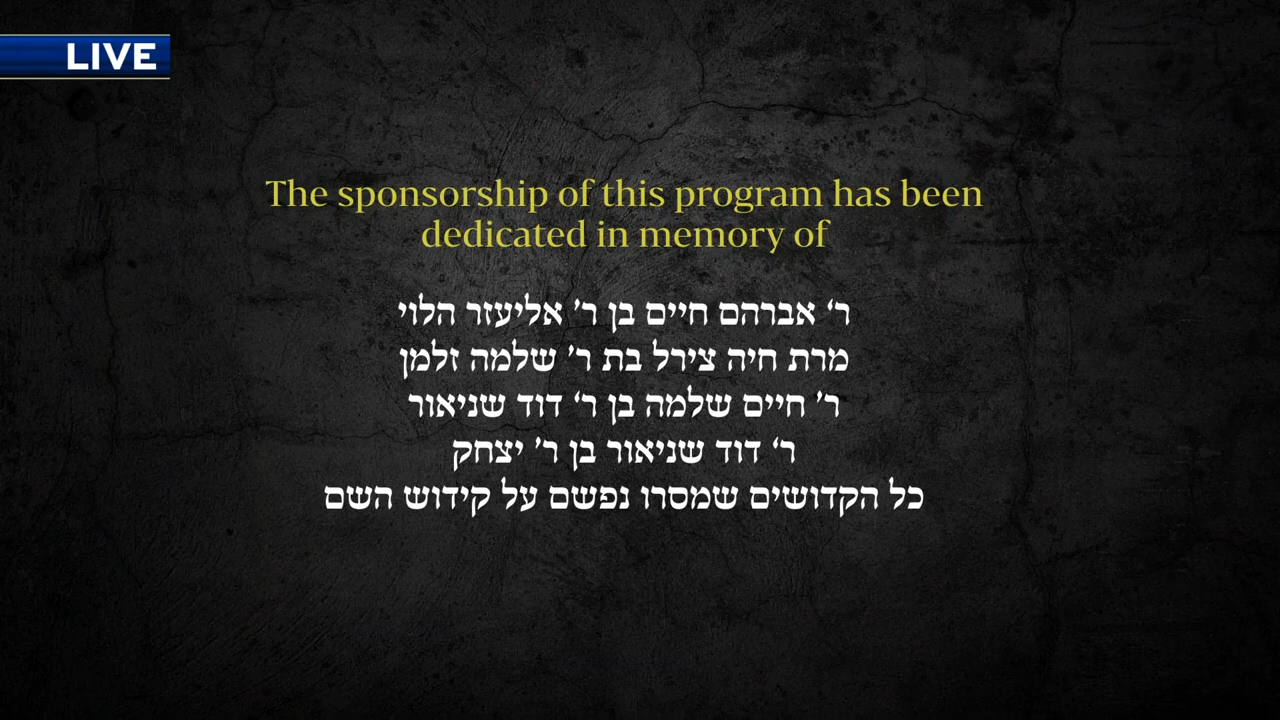 LIVE
The sponsorship of this program has been
dedicated in memory of
ר‘ אברהם חיים בן ר’ אליעזר הלוי
מרת חיה צירל בת ר’ שלמה זלמן
ר’ חיים שלמה בן ר‘ דוד שניאור
ר‘ דוד שניאור בן ר’ יצחק
כל הקדושים שמסרו נפשם על קידוש השם